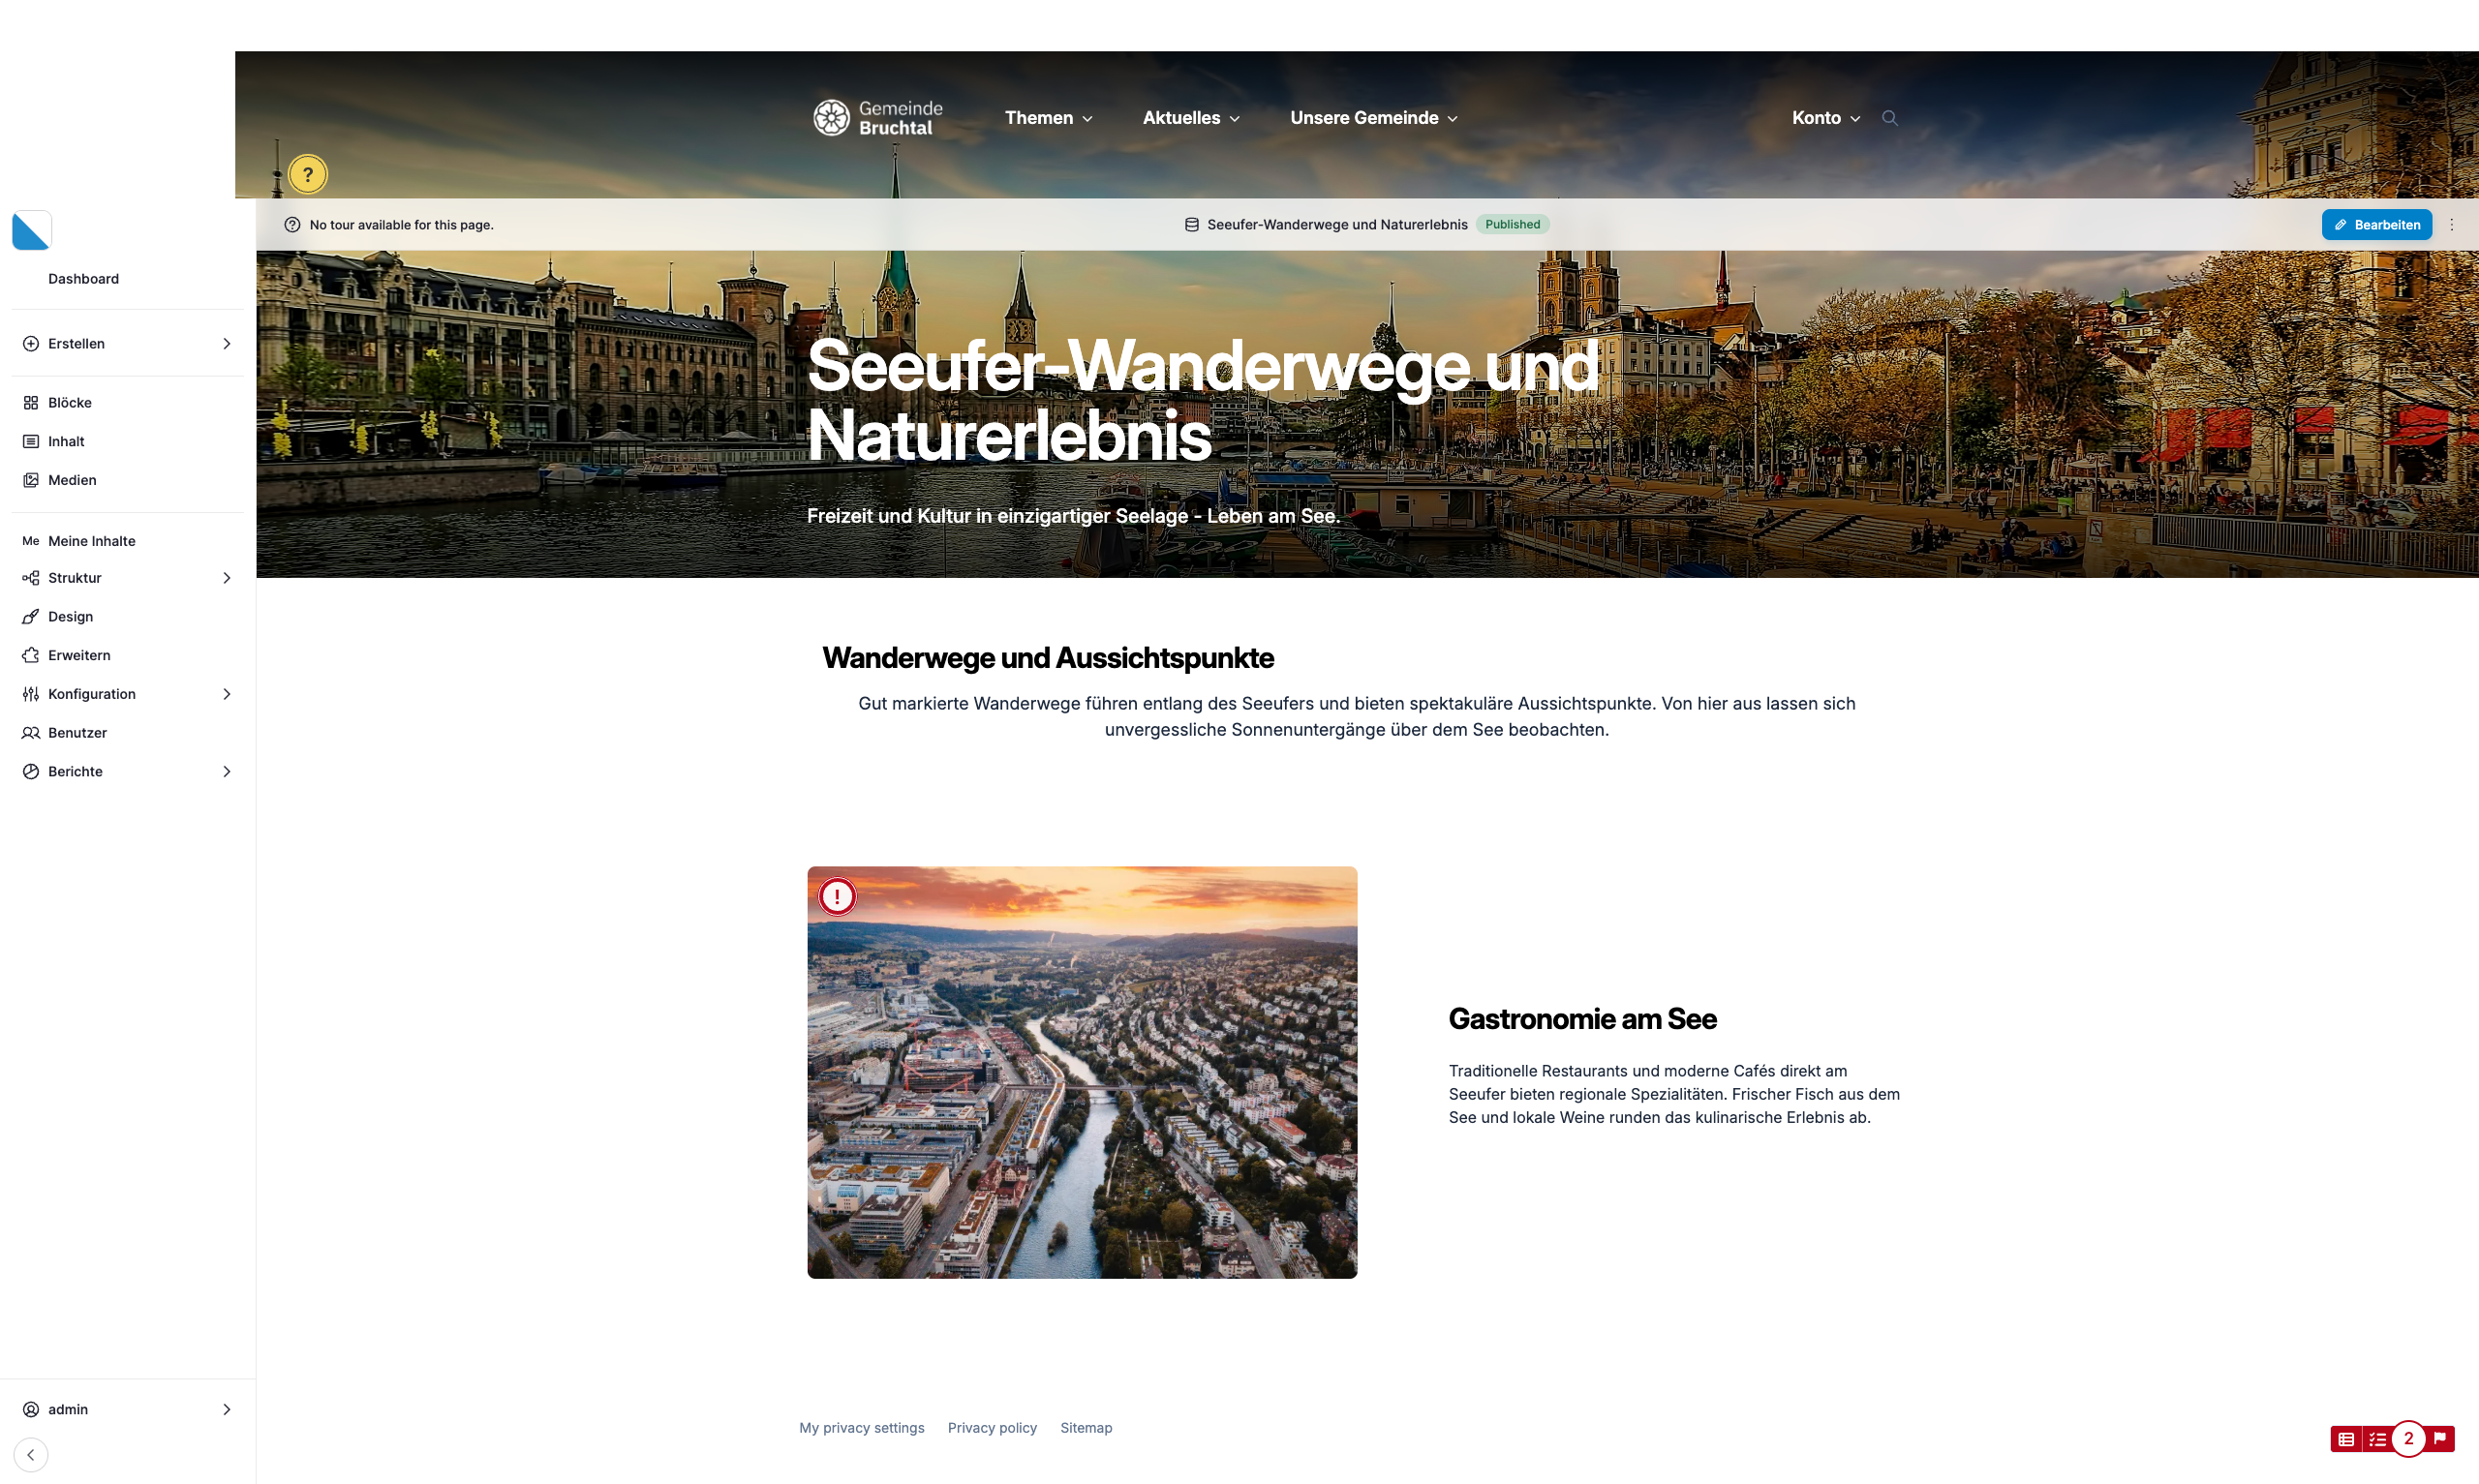 Gemeinde
Bruchtal
Themen
Aktuelles
Unsere Gemeinde
Konto
?
No tour available for this page.
Seeufer-Wanderwege und Naturerlebnis
Published
Bearbeiten
Dashboard
Erstellen
Blöcke
Inhalt
Medien
Me Meine Inhalte
Struktur
Design
Erweitern
Konfiguration
Benutzer
Berichte
admin
Seeufer-Wanderwege und
Naturerlebnis
Freizeit und Kultur in einzigartiger Seelage - Leben am See.
Wanderwege und Aussichtspunkte
Gut markierte Wanderwege führen entlang des Seeufers und bieten spektakuläre Aussichtspunkte. Von hier aus lassen sich
unvergessliche Sonnenuntergänge über dem See beobachten.
!
Gastronomie am See
Traditionelle Restaurants und moderne Cafés direkt am
Seeufer bieten regionale Spezialitäten. Frischer Fisch aus dem
See und lokale Weine runden das kulinarische Erlebnis ab.
My privacy settings
Privacy policy
Sitemap
2